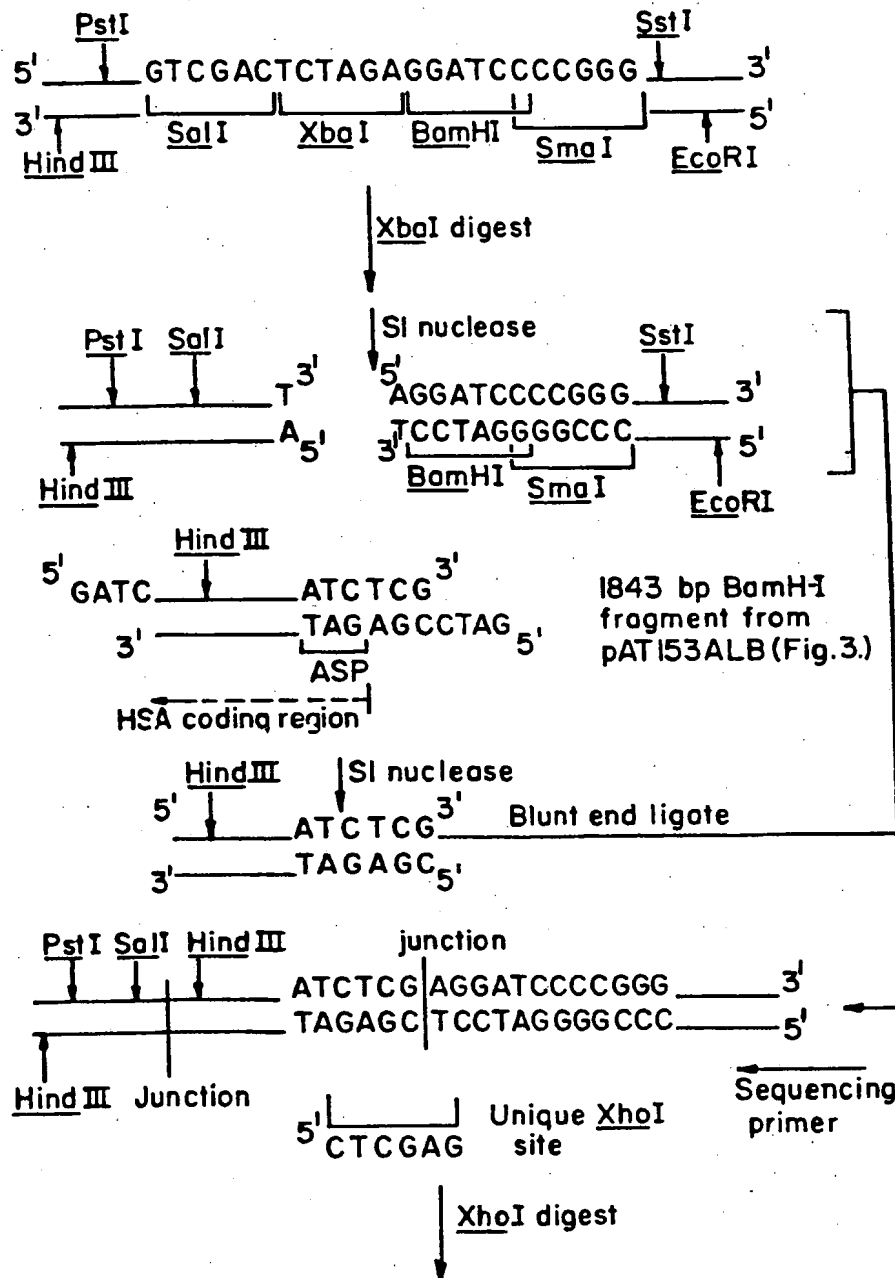 PstI SstI
5' GTCGACTCTAGAGGATCCCCGGG 3'
3' 5'
HindIII SalI XbaI BamHI SmaI EcoRI
XbaI digest
SI nuclease
PstI SalI SstI
3' 5'
T AGGATCCCCGGG 3'
A 5' 3' TCCTAGGGGCCC 5'
HindIII BamHI SmaI EcoRI
HindIII
5' GATC ATCTCG 3'
3' TAGAGCCTAG 5'
ASP
HSA coding region
1843 bp BamH-I
fragment from
pAT153ALB (Fig.3.)
HindIII SI nuclease
5' ATCTCG 3' Blunt end ligate
3' TAGAGC 5'
PstI SalI HindIII junction
ATCTCG AGGATCCCCGGG 3'
TAGAGC TCCTAGGGGCCC 5'
HindIII Junction
Sequencing
primer
5' CTCGAG
Unique XhoI
site
XhoI digest